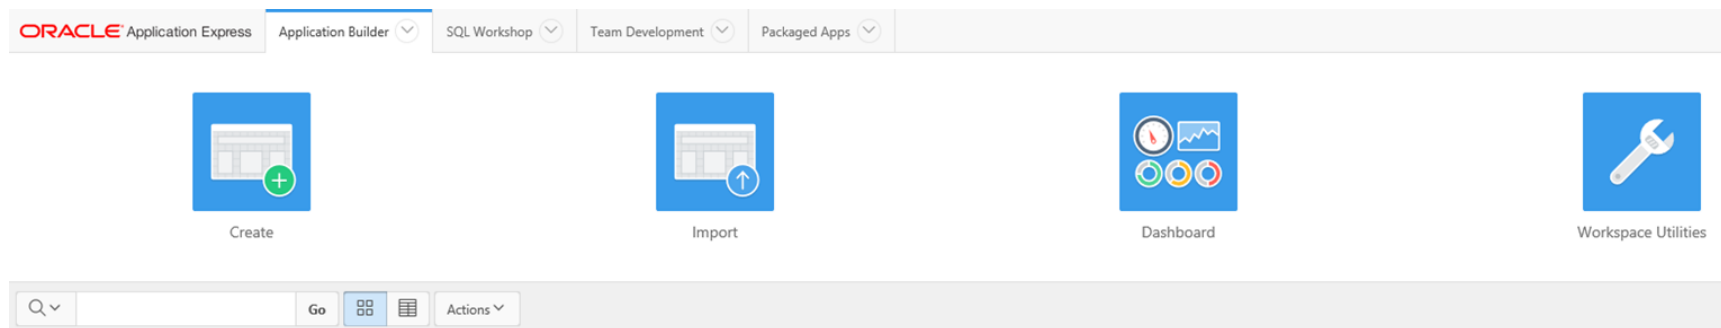 ORACLE Application Express Application Builder SQL Workshop Team Development Packaged Apps
Create Import Dashboard Workspace Utilities
Go Actions